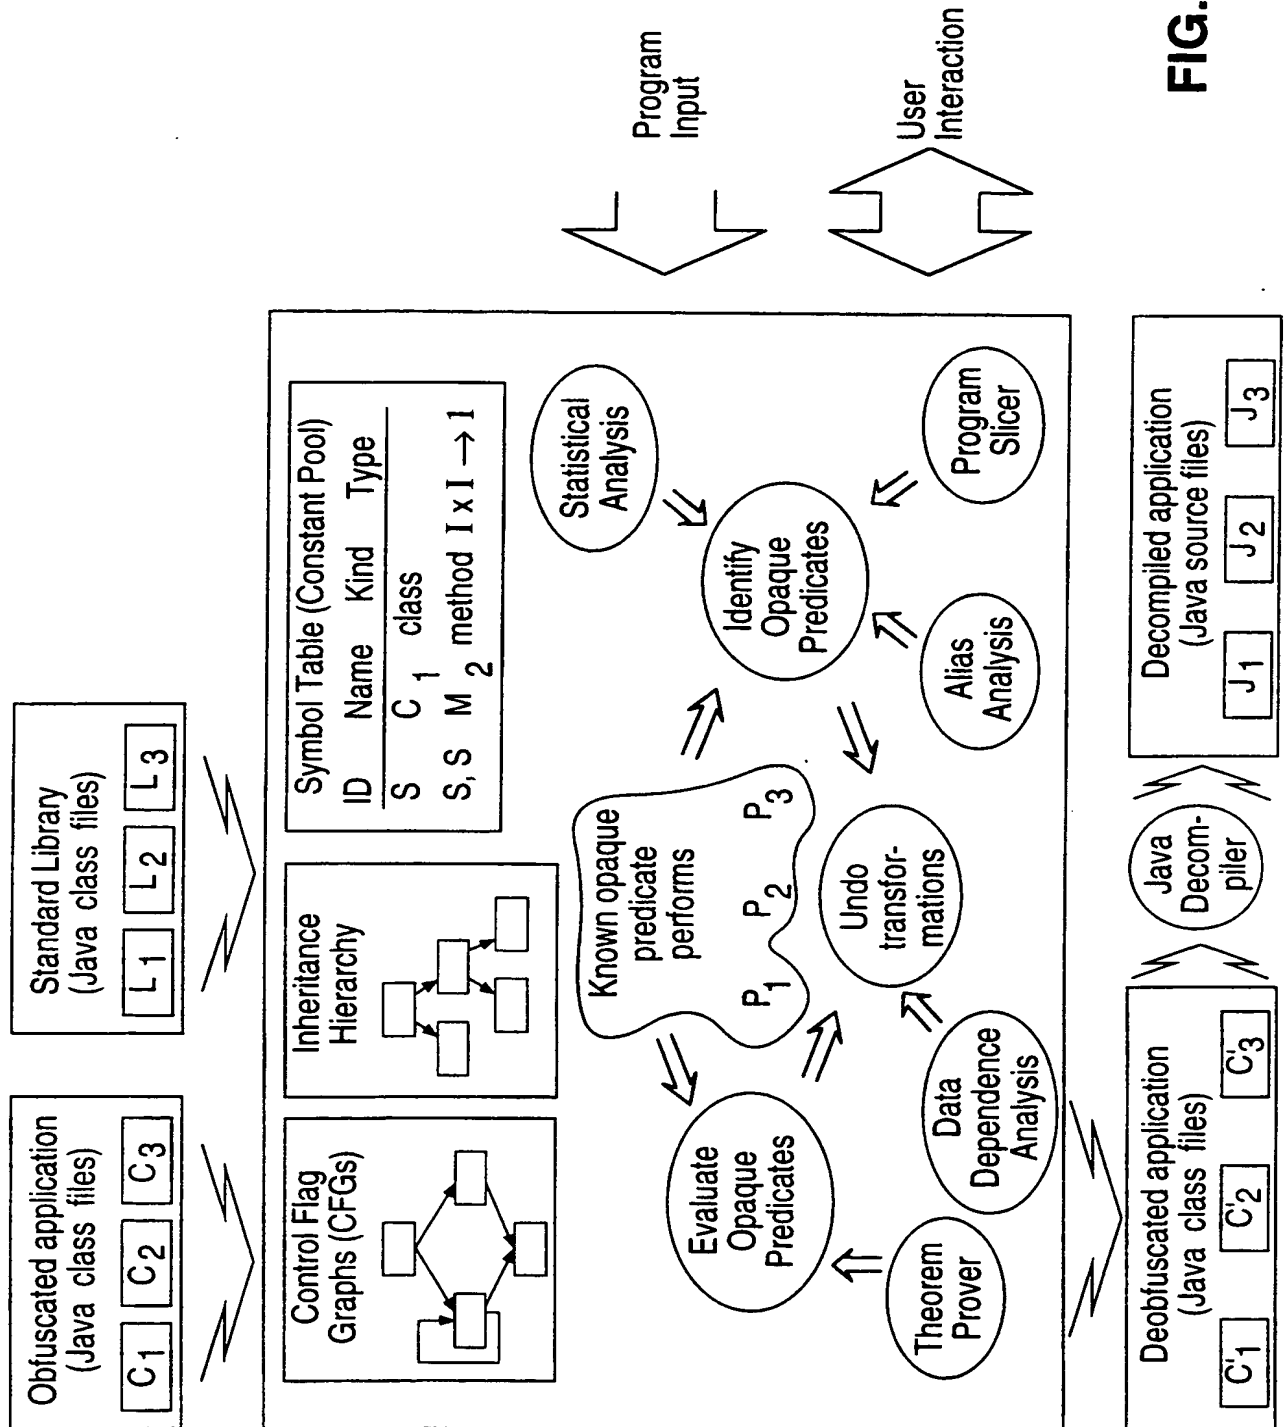 Obfuscated application
(Java class files)
C1 C2 C3
Standard Library
(Java class files)
L1 L2 L3
Control Flag
Graphs (CFGs)
Inheritance
Hierarchy
Symbol Table (Constant Pool)
ID Name Kind Type
S C1 class
S, S M2 method I x I → 1
Program
Input
User
Interaction
Statistical
Analysis
Known opaque
predicate
performs
P1 P2 P3
Evaluate
Opaque
Predicates
Identify
Opaque
Predicates
Undo
transfor-
mations
Theorem
Prover
Data
Dependence
Analysis
Alias
Analysis
Program
Slicer
Deobfuscated application
(Java class files)
C'1 C'2 C'3
Java
Decom-
piler
Decompiled application
(Java source files)
J1 J2 J3
FIG.